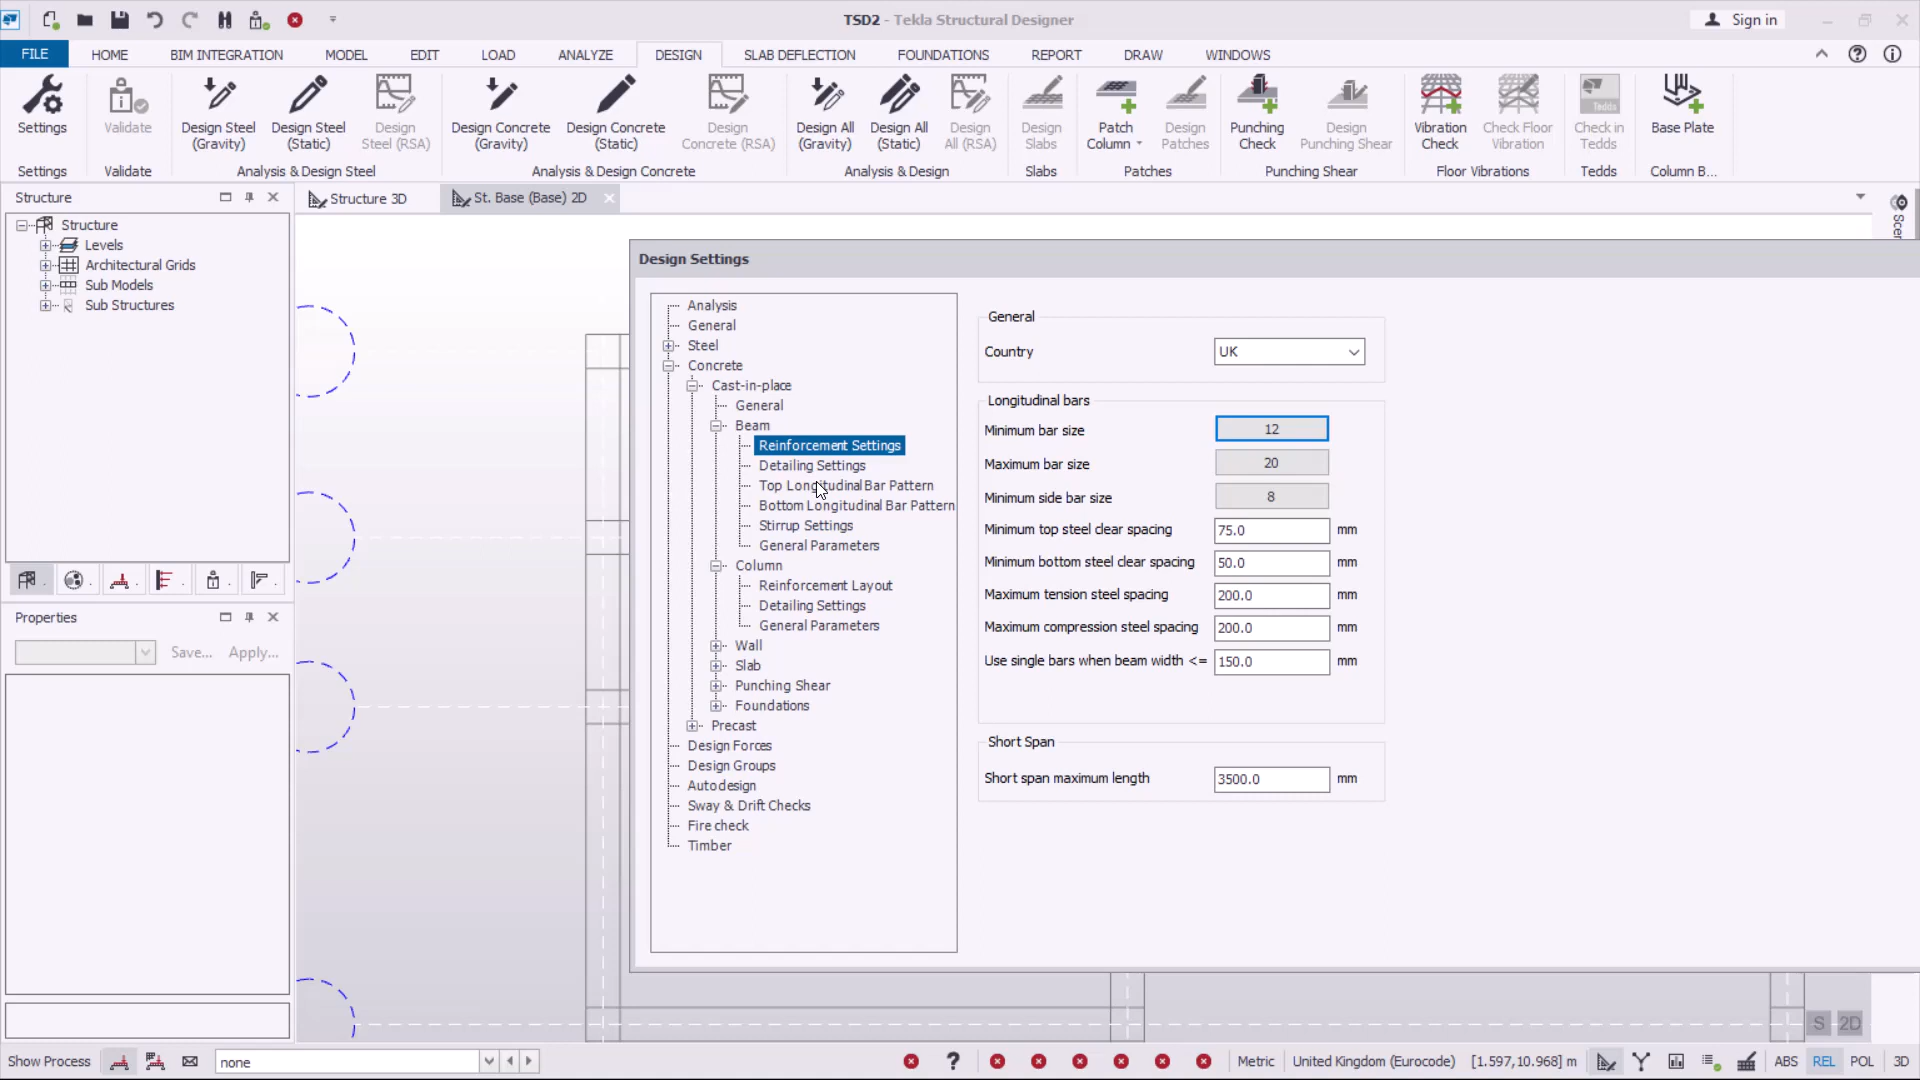 TSD2 - Tekla Structural Designer
Sign in
FILE
HOME
BIM INTEGRATION
MODEL
EDIT
LOAD
ANALYZE
DESIGN
SLAB DEFLECTION
FOUNDATIONS
REPORT
DRAW
WINDOWS
Settings
Validate
Design Steel (Gravity)
Design Steel (Static)
Design Steel (RSA)
Design Concrete (Gravity)
Design Concrete (Static)
Design Concrete (RSA)
Design All (Gravity)
Design All (Static)
Design All (RSA)
Design Slabs
Patch Column
Design Patches
Punching Check
Design Punching Shear
Vibration Check
Check Floor Vibration
Tedds
Check in Tedds
Base Plate
Settings
Validate
Analysis & Design Steel
Analysis & Design Concrete
Analysis & Design
Slabs
Patches
Punching Shear
Floor Vibrations
Tedds
Column B...
Structure
Structure 3D
St. Base (Base) 2D
Structure
Levels
Architectural Grids
Sub Models
Sub Structures
Properties
Save...
Apply...
Design Settings
Analysis
General
Steel
Concrete
Cast-in-place
General
Beam
Reinforcement Settings
Detailing Settings
Top Longitudinal Bar Pattern
Bottom Longitudinal Bar Pattern
Stirrup Settings
General Parameters
Column
Reinforcement Layout
Detailing Settings
General Parameters
Wall
Slab
Punching Shear
Foundations
Precast
Design Forces
Design Groups
Autodesign
Sway & Drift Checks
Fire check
Timber
General
Country UK
Longitudinal bars
Minimum bar size 12
Maximum bar size 20
Minimum side bar size 8
Minimum top steel clear spacing 75.0 mm
Minimum bottom steel clear spacing 50.0 mm
Maximum tension steel spacing 200.0 mm
Maximum compression steel spacing 200.0 mm
Use single bars when beam width <= 150.0 mm
Short Span
Short span maximum length 3500.0 mm
S 2D
Show Process
none
Metric
United Kingdom (Eurocode)
[1.597,10.968] m
ABS
REL
POL
3D